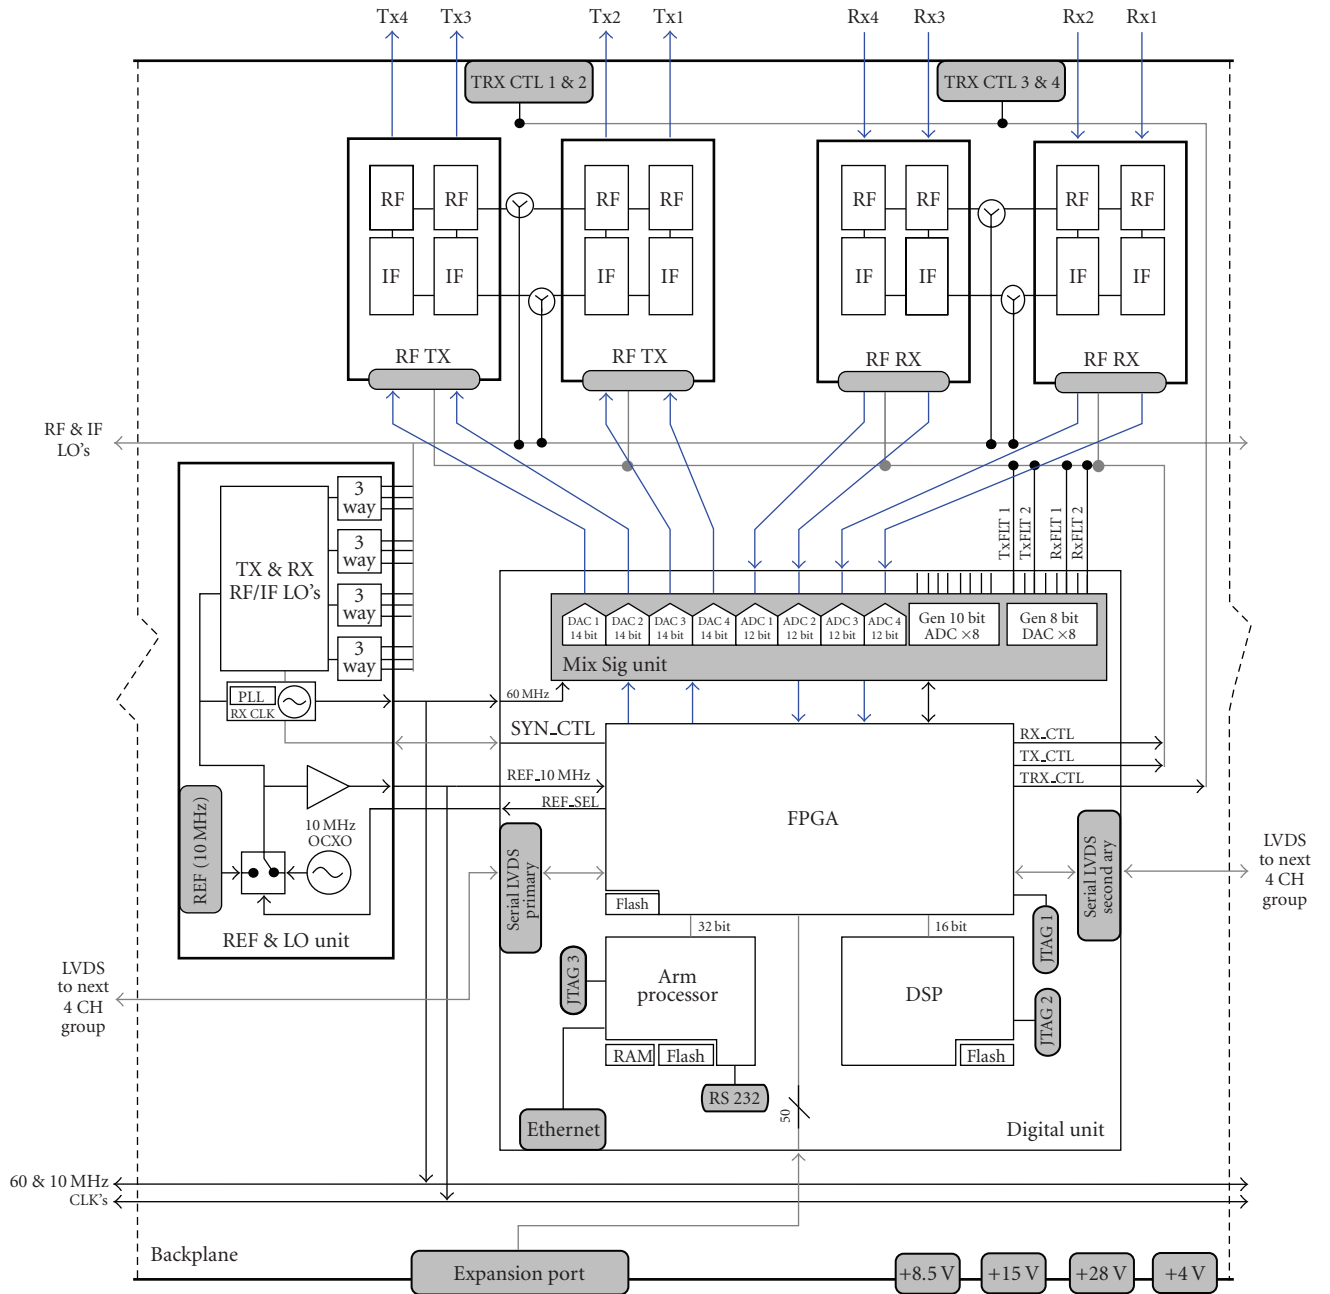 Tx4 Tx3 Tx2 Tx1 Rx4 Rx3 Rx2 Rx1
TRX CTL 1 & 2
TRX CTL 3 & 4
RF RF RF RF RF RF RF RF
IF IF IF IF IF IF IF IF
RF TX
RF TX
RF RX
RF RX
RF & IF
LO's
TxFLT 1
TxFLT 2
RxFLT 1
RxFLT 2
3
way
3
way
3
way
3
way
TX & RX
RF/IF LO's
PLL
RX CLK
REF (10 MHz)
10 MHz
OCXO
REF & LO unit
DAC 1
14 bit
DAC 2
14 bit
DAC 3
14 bit
DAC 4
14 bit
ADC 1
12 bit
ADC 2
12 bit
ADC 3
12 bit
ADC 4
12 bit
Gen 10 bit
ADC ×8
Gen 8 bit
DAC ×8
Mix Sig unit
60 MHz
SYN_CTL
REF_10 MHz
REF_SEL
RX_CTL
TX_CTL
TRX_CTL
FPGA
Flash
Serial LVDS
primary
Serial LVDS
second ary
LVDS
to next
4 CH
group
LVDS
to next
4 CH
group
32 bit
16 bit
JTAG 1
JTAG 3
Arm
processor
RAM
Flash
DSP
Flash
JTAG 2
RS 232
50
Ethernet
Digital unit
60 & 10 MHz
CLK's
Backplane
Expansion port
+8.5 V
+15 V
+28 V
+4 V